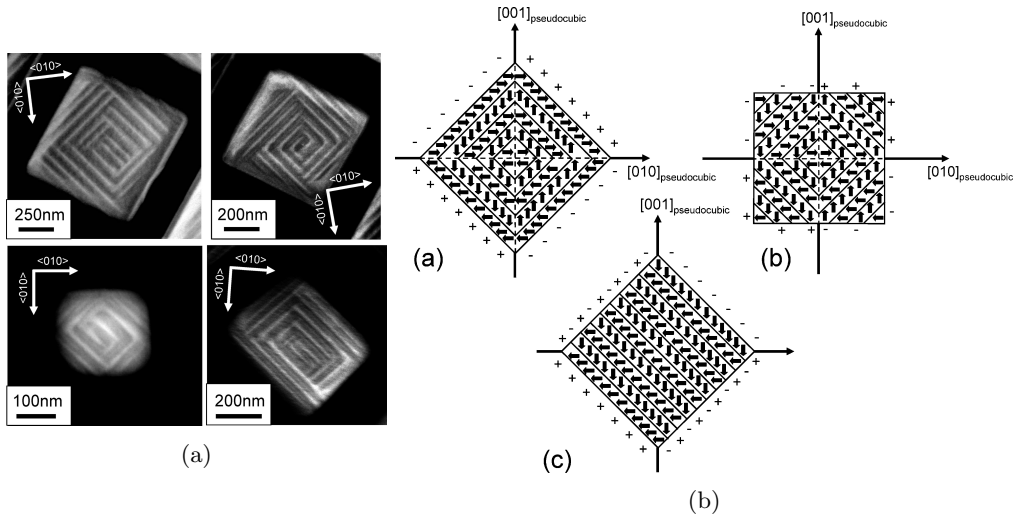 <010>
<010>
250nm
<010>
<010>
200nm
<010>
<010>
100nm
<010>
<010>
200nm
(a)
[001]pseudocubic
[010]pseudocubic
(a)
[001]pseudocubic
[010]pseudocubic
(b)
[001]pseudocubic
(c)
(b)